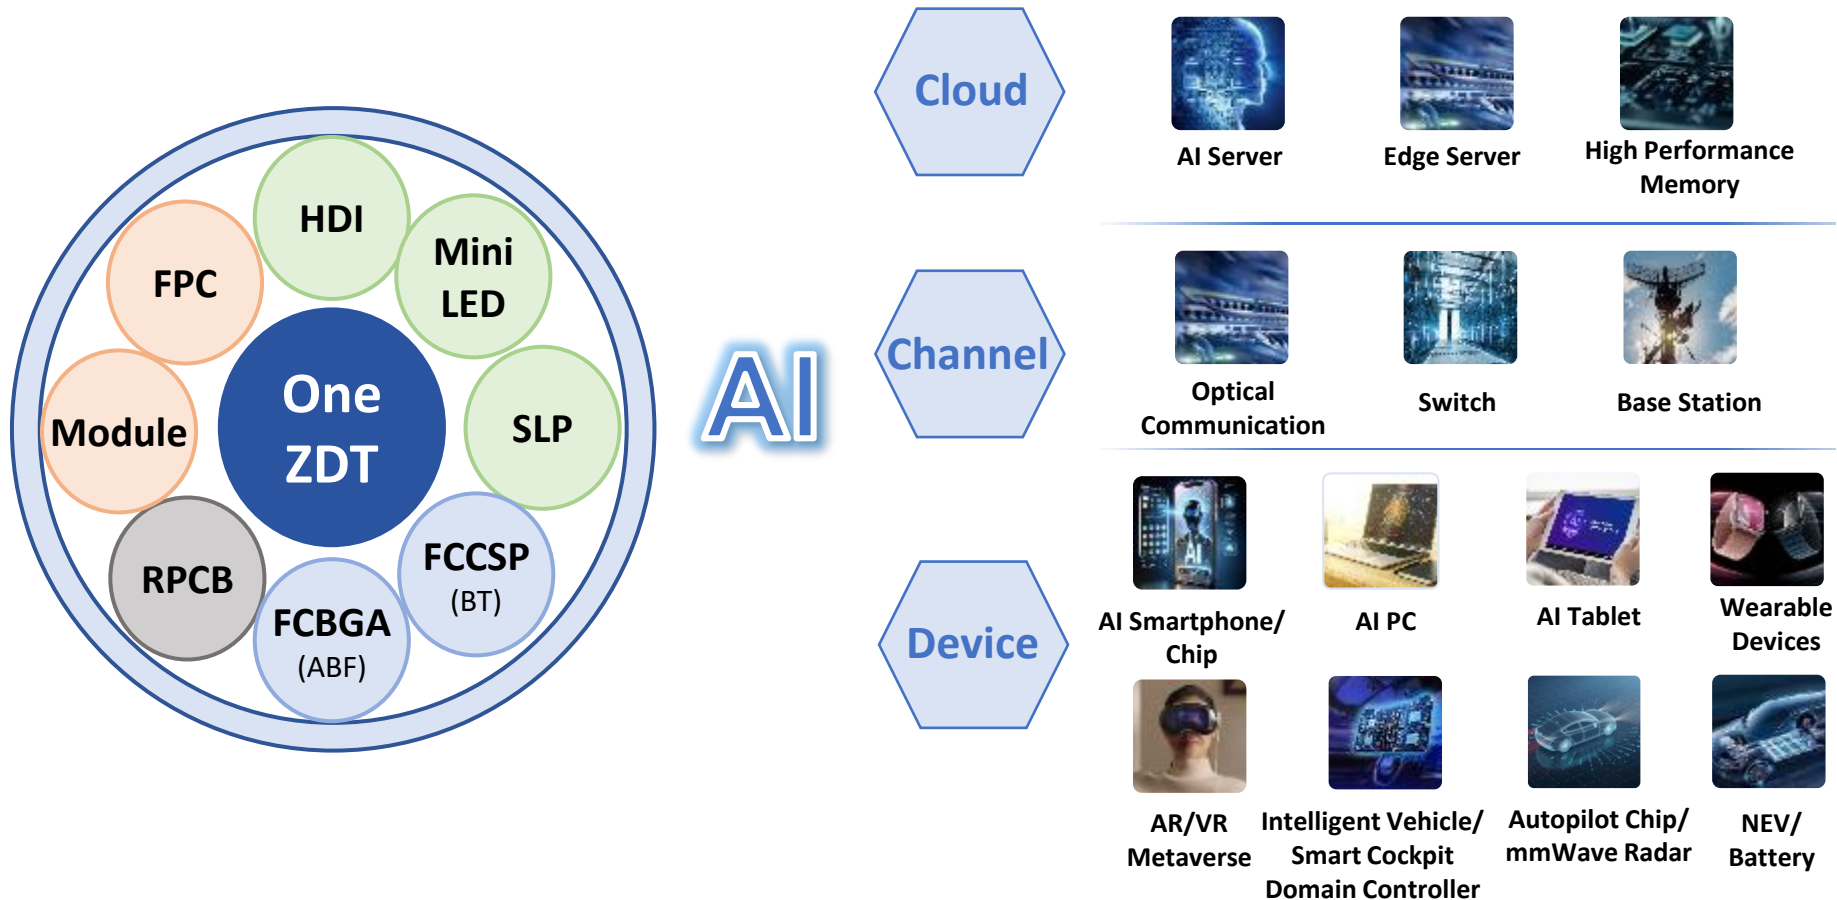 HDI
Mini
LED
FPC
SLP
Module
One
ZDT
RPCB
FCCSP
(BT)
FCBGA
(ABF)
AI
Cloud
AI Server
Edge Server
High Performance
Memory
Channel
Optical
Communication
Switch
Base Station
Device
AI
AI Smartphone/
Chip
AI PC
AI Tablet
Wearable
Devices
AR/VR
Metaverse
Intelligent Vehicle/
Smart Cockpit
Domain Controller
Autopilot Chip/
mmWave Radar
NEV/
Battery